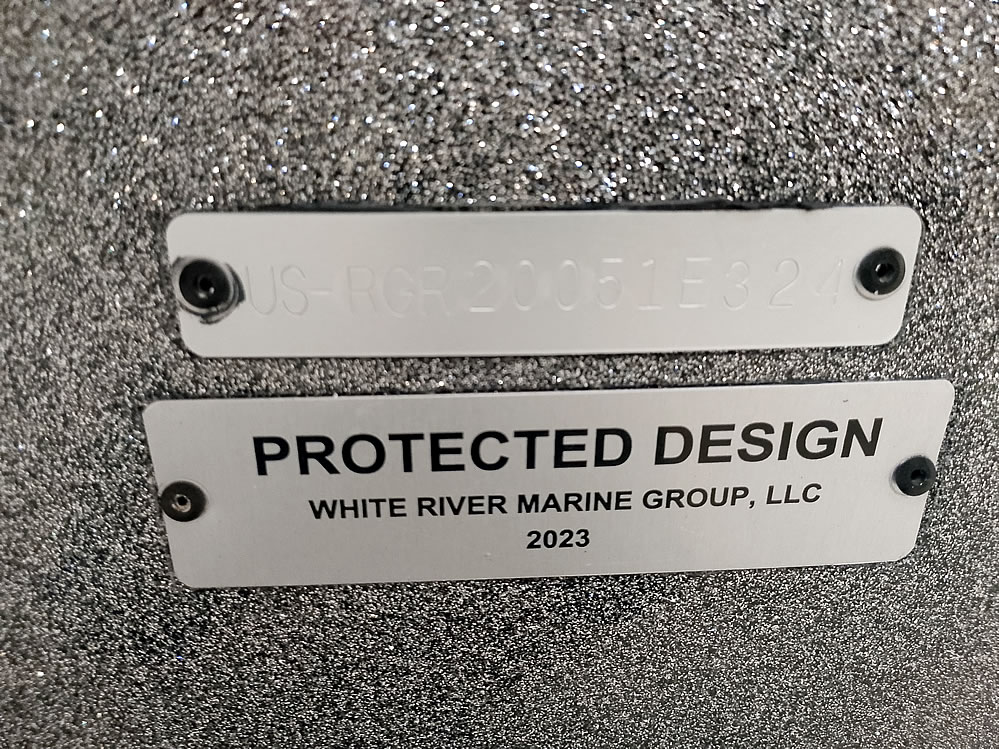 US-RGR20051E324
PROTECTED DESIGN
WHITE RIVER MARINE GROUP, LLC
2023